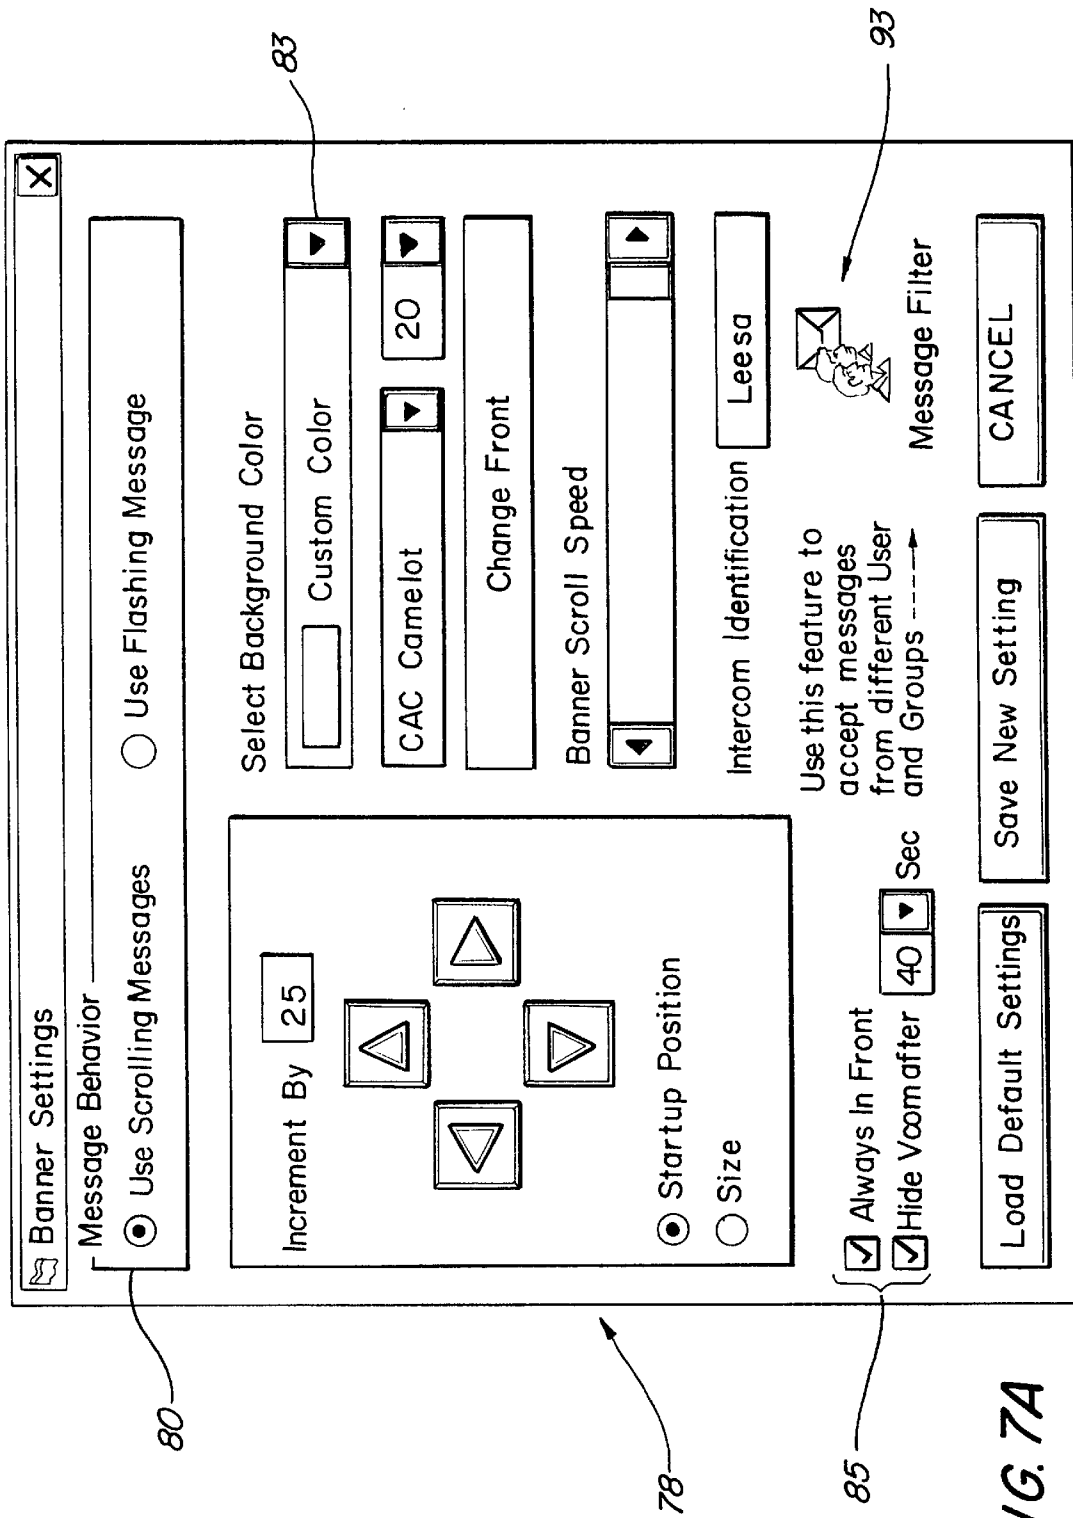 Banner Settings
X
Message Behavior
Use Scrolling Messages
Use Flashing Message
80
Increment By 25
Startup Position
Size
78
Select Background Color
Custom Color
83
CAC Camelot
20
Change Front
Banner Scroll Speed
Intercom Identification
Leesa
Always In Front
Hide Vcom after 40 Sec
85
Use this feature to
accept messages
from different User
and Groups ---->
Message Filter
93
Load Default Settings
Save New Setting
CANCEL
IG. 7A